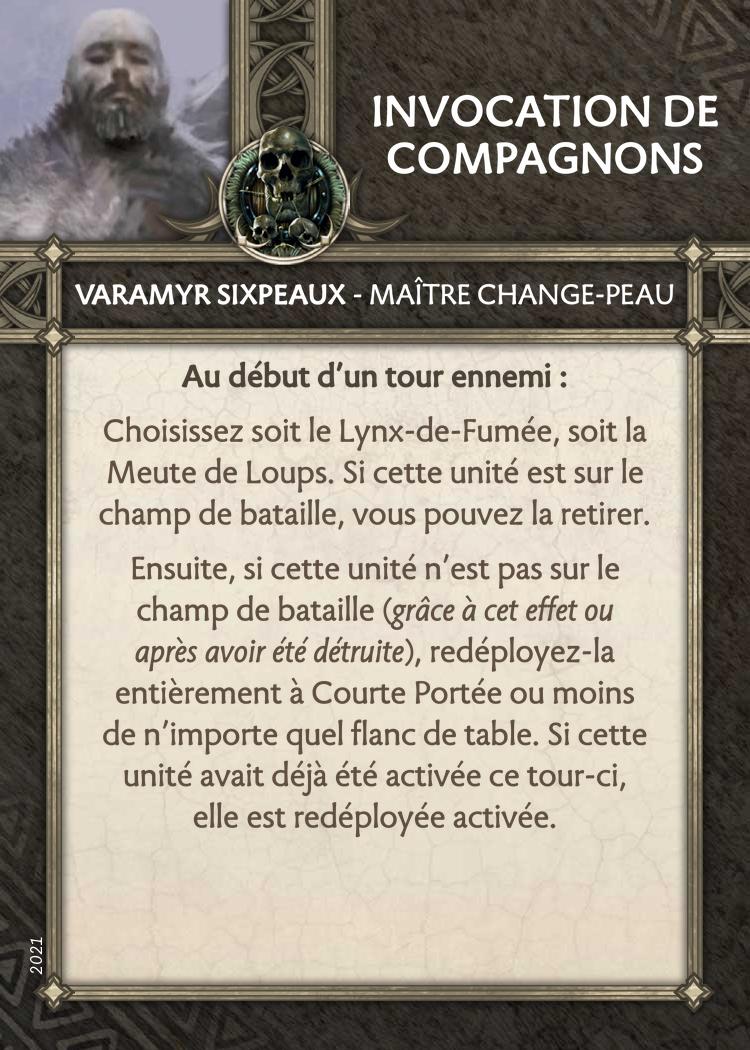 INVOCATION DE
COMPAGNONS
VARAMYR SIXPEAUX - MAÎTRE CHANGE-PEAU
Au début d'un tour ennemi :
Choisissez soit le Lynx-de-Fumée, soit la
Meute de Loups. Si cette unité est sur le
champ de bataille, vous pouvez la retirer.
Ensuite, si cette unité n'est pas sur le
champ de bataille (grâce à cet effet ou
après avoir été détruite), redéployez-la
entièrement à Courte Portée ou moins
de n'importe quel flanc de table. Si cette
unité avait déjà été activée ce tour-ci,
elle est redéployée activée.
2021